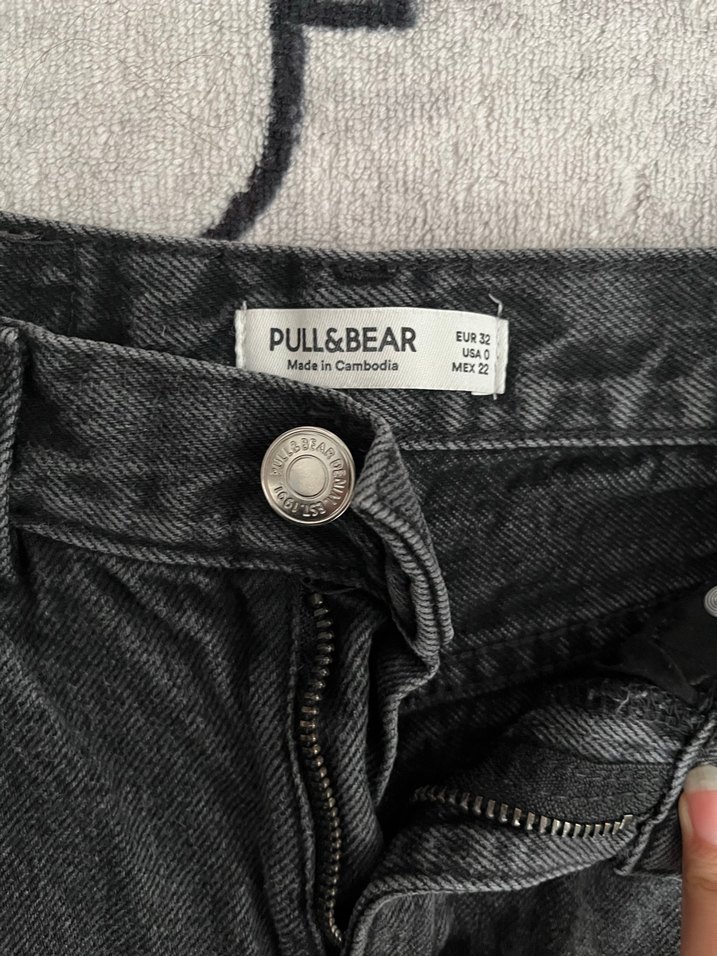 PULL&BEAR
Made in Cambodia
EUR 32
USA 0
MEX 22
PULL&BEAR DENIM. EST. 1991